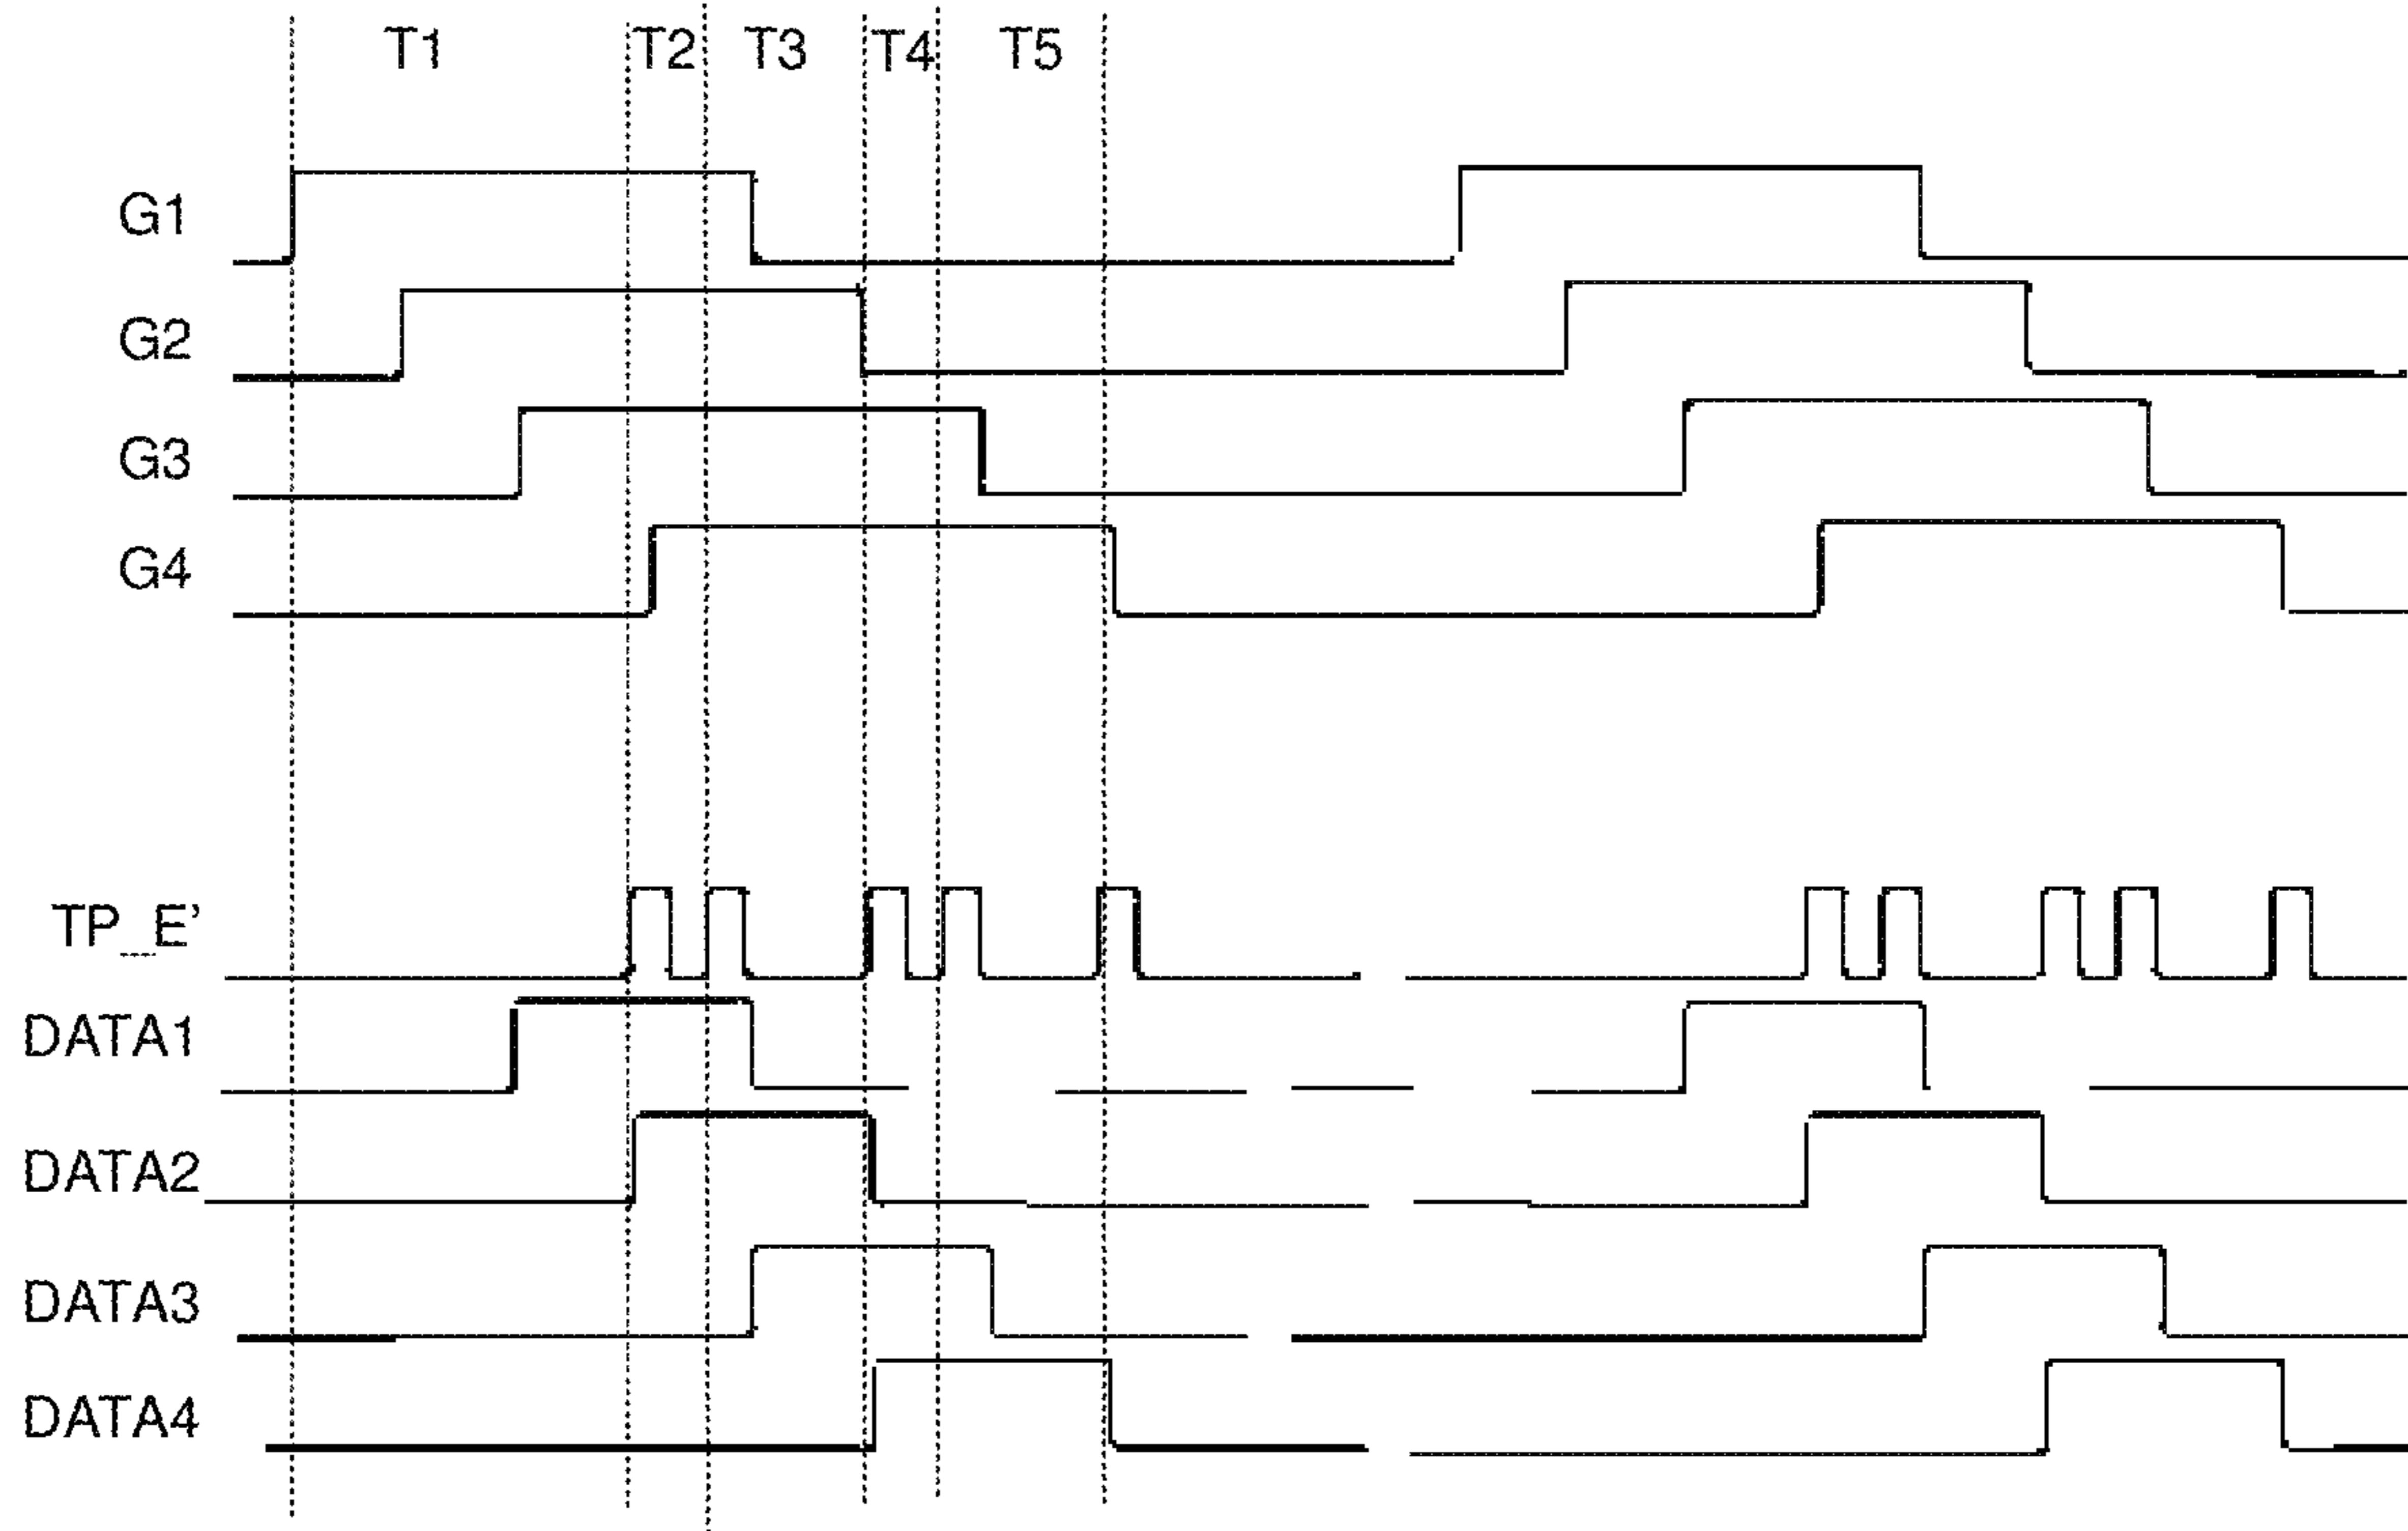 T1 T2 T3 T4 T5
G1
G2
G3
G4
TP_E’
DATA1
DATA2
DATA3
DATA4